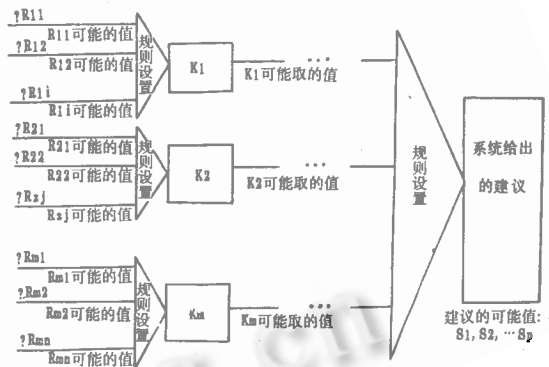 ?R11
R11可能的值
?R12
R12可能的值
?R1i
R1i可能的值
规则设置
K1
...
K1可能取的值
?R21
R21可能的值
?R22
R22可能的值
?Rzj
Rzj可能的值
规则设置
K2
...
K2可能取的值
?Rm1
Rm1可能的值
?Rm2
Rm2可能的值
?Rmn
Rmn可能的值
规则设置
Km
...
Km可能取的值
规则设置
系统给出
的建议
建议的可能值:
S1,S2,…Sp